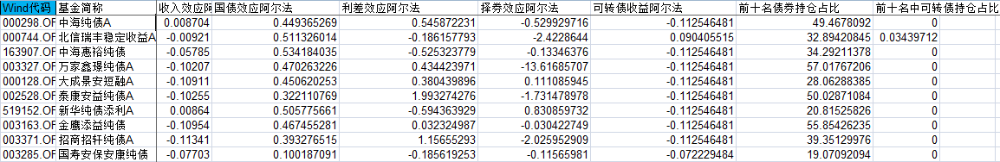 Wind代码 基金简称 收入效应阿 国债效应阿尔法 利差效应阿尔法 择券效应阿尔法 可转债收益阿尔法 前十名债券持仓占比 前十名中可转债持仓占比
000298.OF 中海纯债A 0.008704 0.449365269 0.545872231 -0.529929716 -0.112546481 49.4678092 0
000744.OF 北信瑞丰稳定收益A -0.00921 0.511326014 -0.186157793 -2.4228644 0.090405515 32.89420845 0.03439712
163907.OF 中海惠裕纯债 -0.05785 0.534184035 -0.525323779 -0.13346376 -0.112546481 34.29211378 0
003327.OF 万家鑫璟纯债A -0.10207 0.470263226 0.434423971 -13.61685707 -0.112546481 57.01767206 0
000128.OF 大成景安短融A -0.10911 0.450620253 0.380439896 0.111085945 -0.112546481 28.06288385 0
002528.OF 泰康安益纯债A -0.10255 0.322110769 1.993274276 -1.731478978 -0.112546481 50.02871084 0
519152.OF 新华纯债添利A 0.00864 0.505775661 -0.594363929 0.830859732 -0.112546481 20.81525826 0
003163.OF 金鹰添益纯债 -0.10954 0.467455281 0.032324987 -0.030422749 -0.112546481 55.85426235 0
003371.OF 招商招轩纯债A -0.11341 0.393276515 1.15655293 -2.025952909 -0.112546481 39.35129976 0
003285.OF 国寿安保安康纯债 -0.07703 0.100187091 -0.185619253 -0.11565981 -0.072229484 19.07092094 0